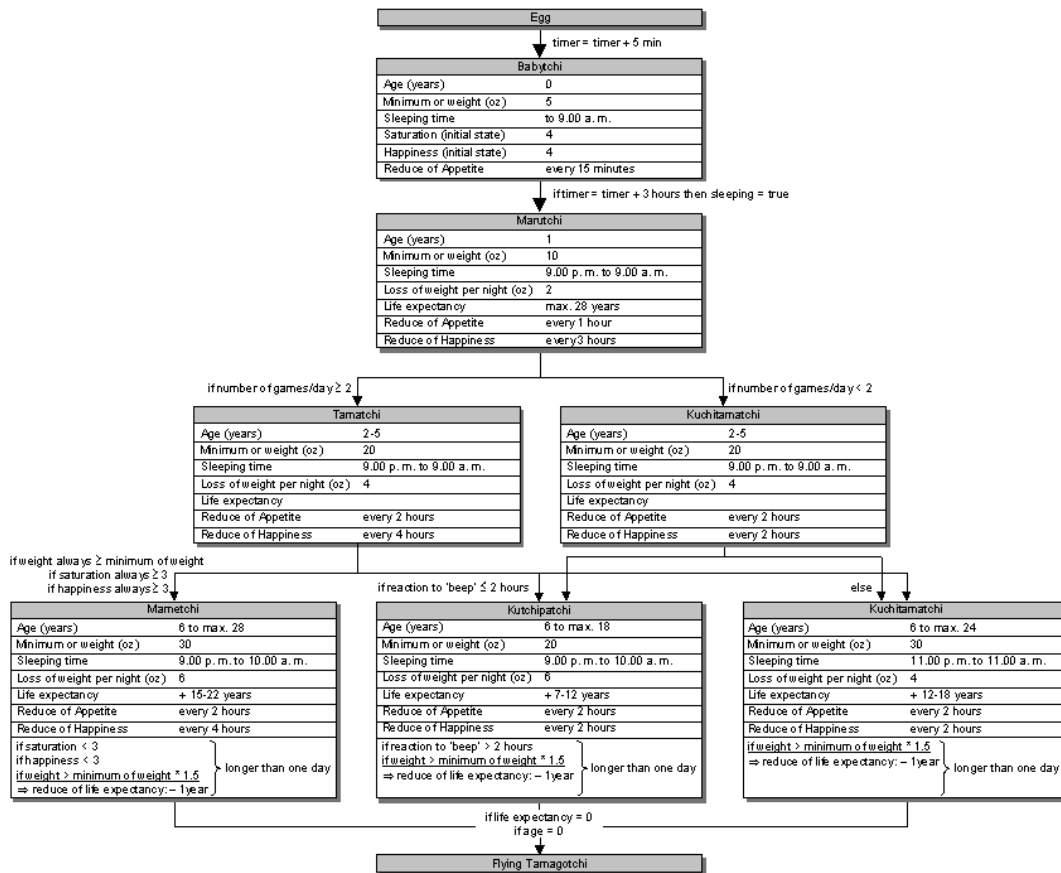 Egg
timer = timer + 5 min
Babytchi
Age (years) 0
Minimum or weight (oz) 5
Sleeping time to 9.00 a. m.
Saturation (initial state) 4
Happiness (initial state) 4
Reduce of Appetite every 15 minutes
if timer = timer + 3 hours then sleeping = true
Marutchi
Age (years) 1
Minimum or weight (oz) 10
Sleeping time 9.00 p. m. to 9.00 a. m.
Loss of weight per night (oz) 2
Life expectancy max. 28 years
Reduce of Appetite every 1 hour
Reduce of Happiness every 3 hours
if number of games/day ≥ 2
if number of games/day < 2
Tamatchi
Age (years) 2-5
Minimum or weight (oz) 20
Sleeping time 9.00 p. m. to 9.00 a. m.
Loss of weight per night (oz) 4
Life expectancy
Reduce of Appetite every 2 hours
Reduce of Happiness every 4 hours
Kuchitamatchi
Age (years) 2-5
Minimum or weight (oz) 20
Sleeping time 9.00 p. m. to 9.00 a. m.
Loss of weight per night (oz) 4
Life expectancy
Reduce of Appetite every 2 hours
Reduce of Happiness every 2 hours
if weight always ≥ minimum of weight
if saturation always ≥ 3
if happiness always ≥ 3
if reaction to 'beep' ≤ 2 hours
else
Mametchi
Age (years) 6 to max. 28
Minimum or weight (oz) 30
Sleeping time 9.00 p. m. to 10.00 a. m.
Loss of weight per night (oz) 6
Life expectancy + 15-22 years
Reduce of Appetite every 2 hours
Reduce of Happiness every 4 hours
if saturation < 3
if happiness < 3
if weight > minimum of weight * 1.5
⇒ reduce of life expectancy: – 1year
longer than one day
Kutchipatchi
Age (years) 6 to max. 18
Minimum or weight (oz) 20
Sleeping time 9.00 p. m. to 10.00 a. m.
Loss of weight per night (oz) 6
Life expectancy + 7-12 years
Reduce of Appetite every 2 hours
Reduce of Happiness every 2 hours
if reaction to 'beep' > 2 hours
if weight > minimum of weight * 1.5
⇒ reduce of life expectancy: – 1year
longer than one day
Kuchitamatchi
Age (years) 6 to max. 24
Minimum or weight (oz) 30
Sleeping time 11.00 p. m. to 11.00 a. m.
Loss of weight per night (oz) 4
Life expectancy + 12-18 years
Reduce of Appetite every 2 hours
Reduce of Happiness every 2 hours
if weight > minimum of weight * 1.5
⇒ reduce of life expectancy: – 1year
longer than one day
if life expectancy = 0
if age = 0
Flying Tamagotchi